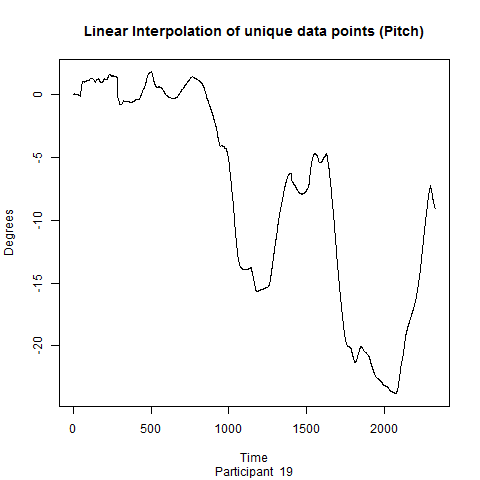 Linear Interpolation of unique data points (Pitch)
Degrees
0
-5
-10
-15
-20
0 500 1000 1500 2000
Time
Participant 19